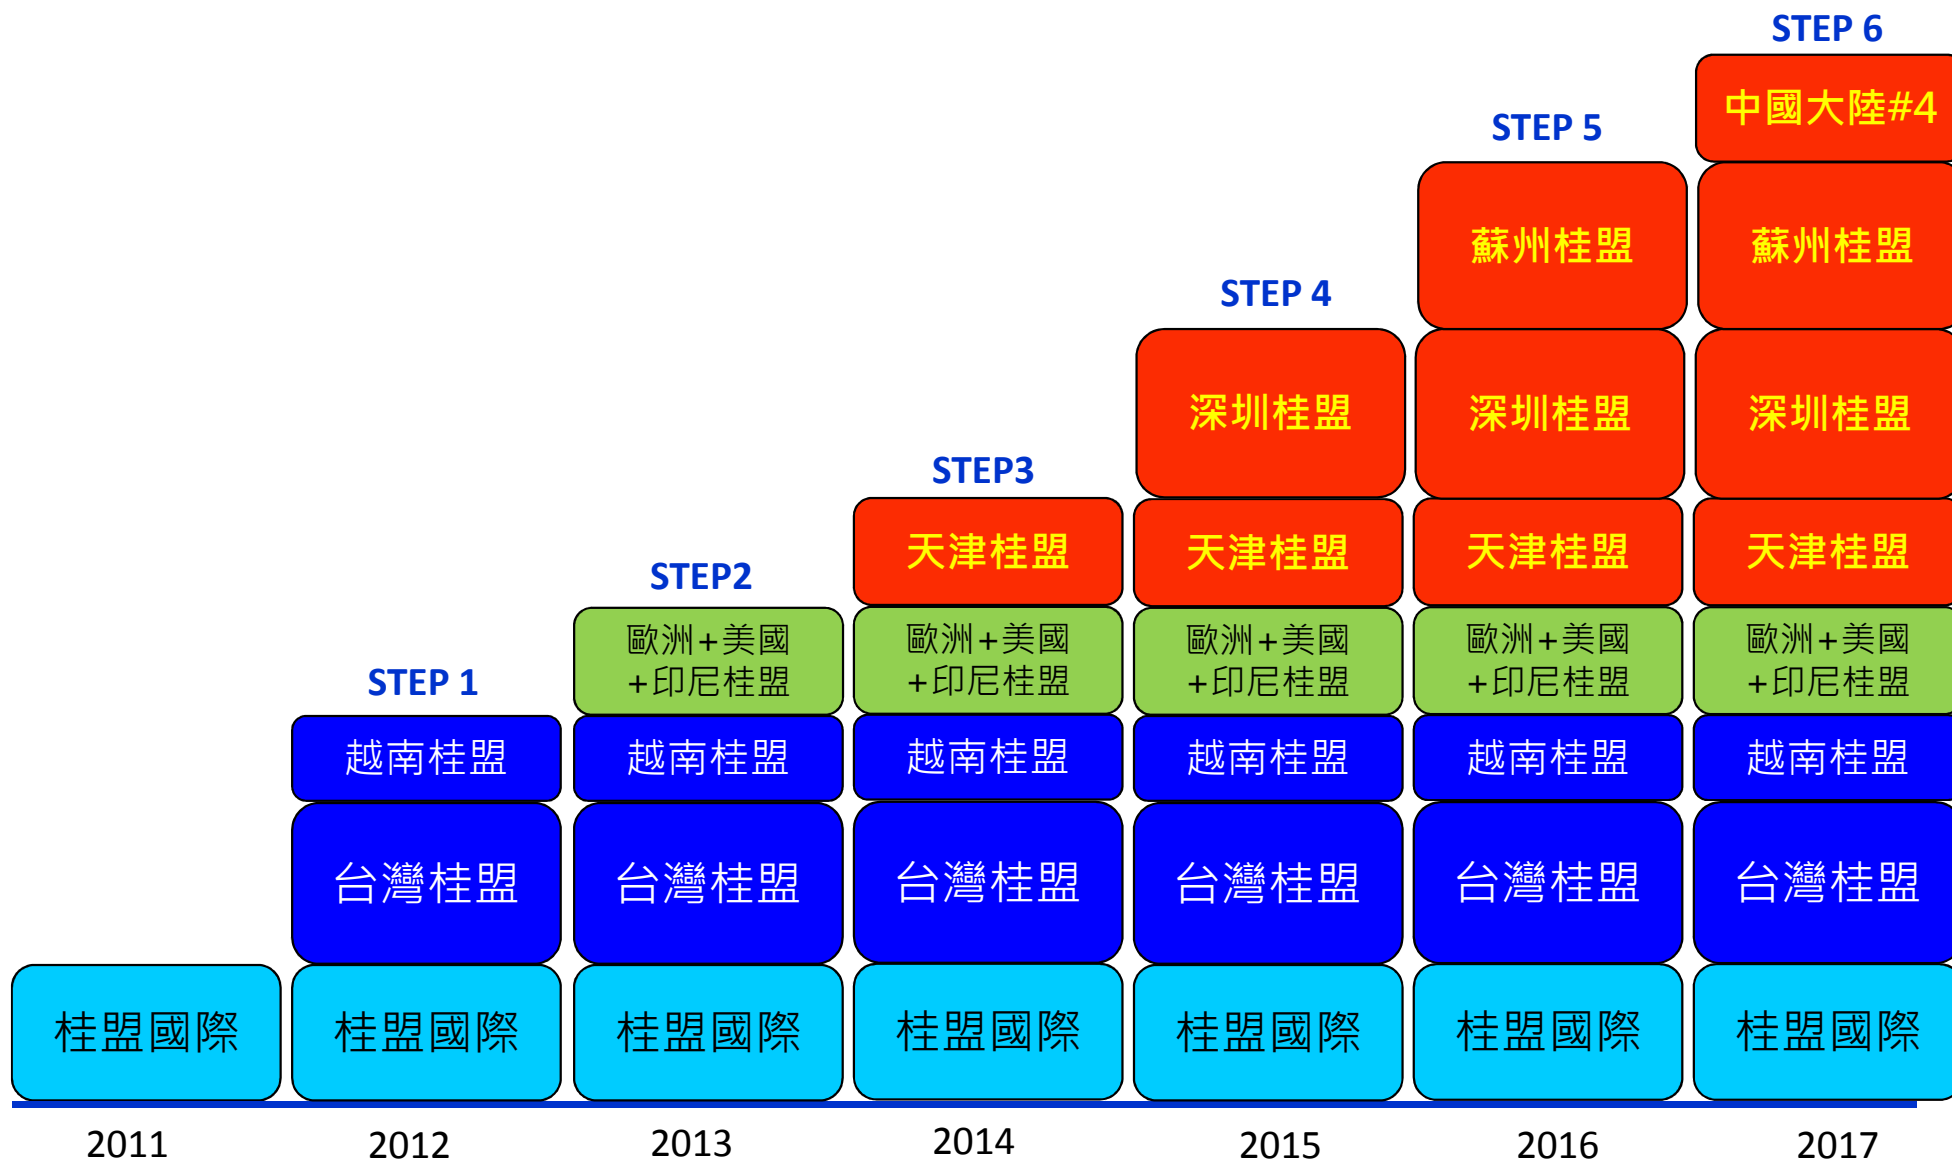 STEP 6
中國大陸#4
STEP 5
蘇州桂盟
蘇州桂盟
STEP 4
深圳桂盟
深圳桂盟
深圳桂盟
STEP3
天津桂盟
天津桂盟
天津桂盟
天津桂盟
STEP2
歐洲+美國
+印尼桂盟
歐洲+美國
+印尼桂盟
歐洲+美國
+印尼桂盟
歐洲+美國
+印尼桂盟
歐洲+美國
+印尼桂盟
STEP 1
越南桂盟
越南桂盟
越南桂盟
越南桂盟
越南桂盟
越南桂盟
台灣桂盟
台灣桂盟
台灣桂盟
台灣桂盟
台灣桂盟
台灣桂盟
桂盟國際
桂盟國際
桂盟國際
桂盟國際
桂盟國際
桂盟國際
桂盟國際
2011
2012
2013
2014
2015
2016
2017